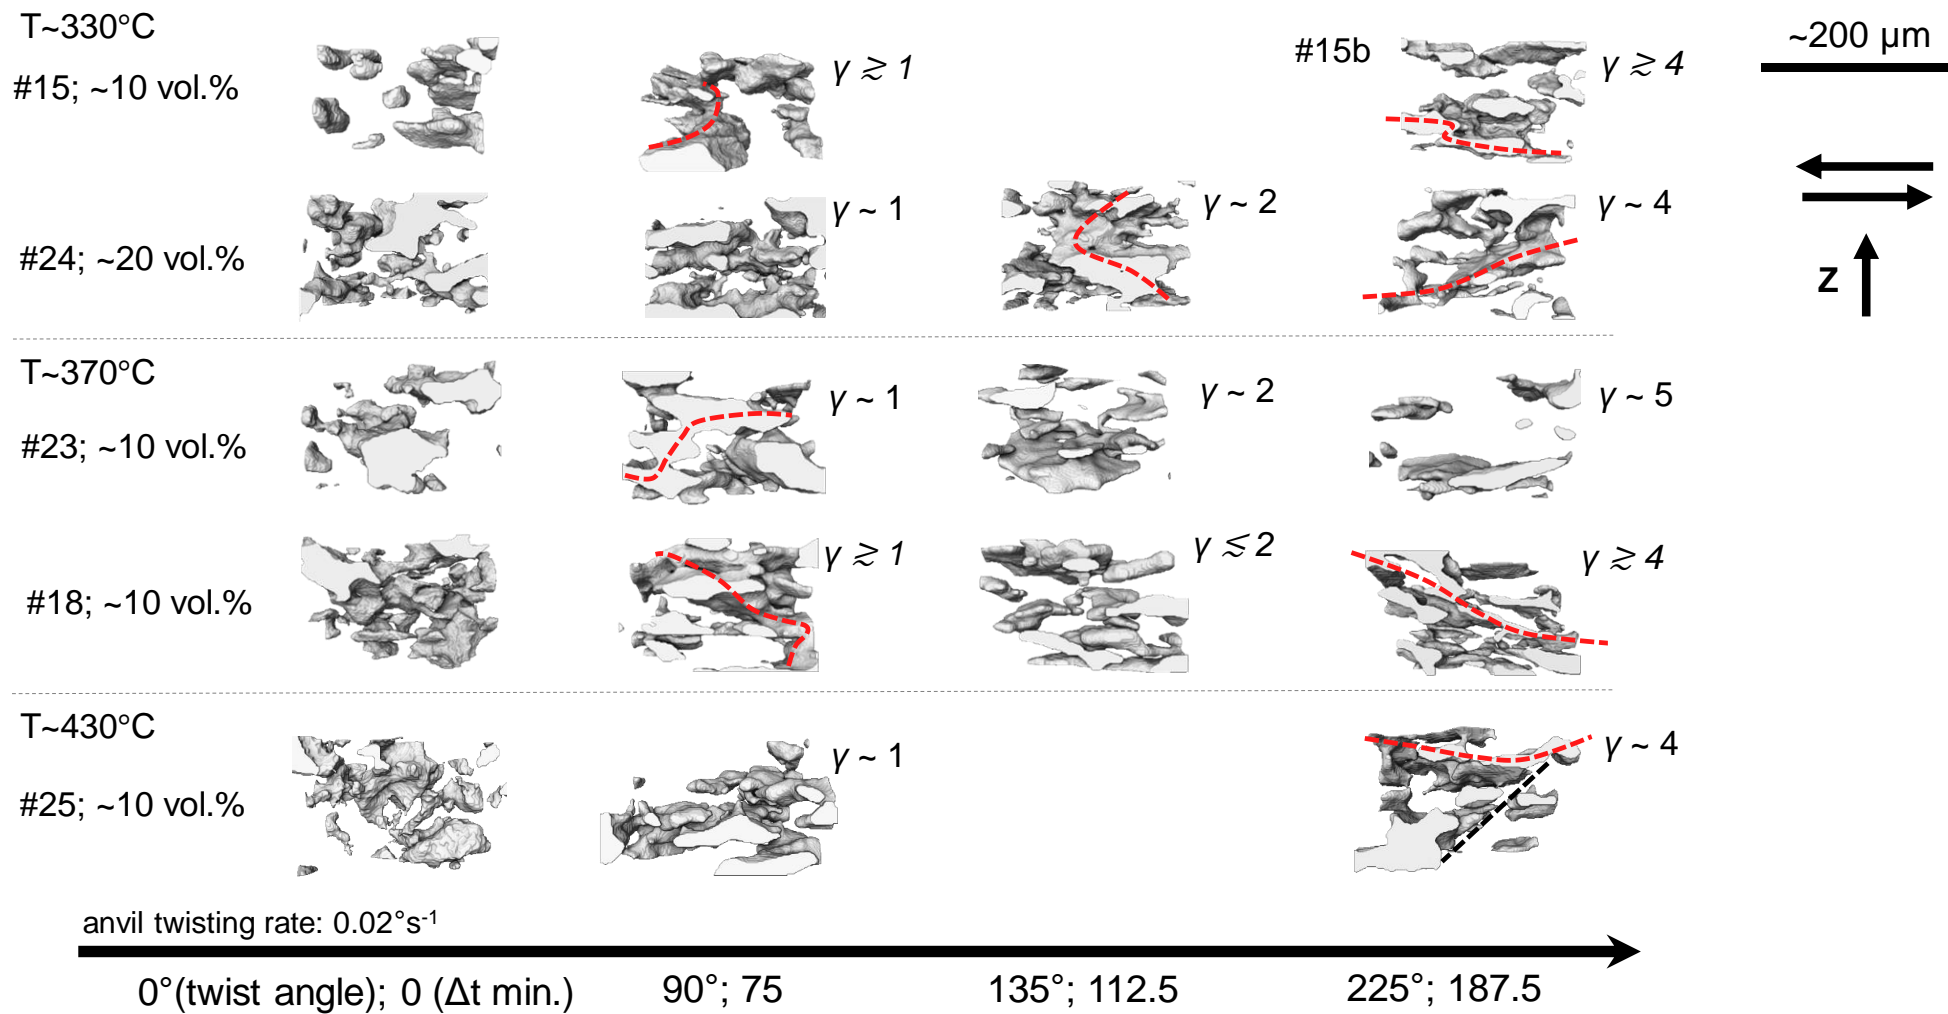 T~330°C
#15; ~10 vol.%
γ ≳ 1
#15b
γ ≳ 4
~200 µm
#24; ~20 vol.%
γ ~ 1
γ ~ 2
γ ~ 4
Z
T~370°C
#23; ~10 vol.%
γ ~ 1
γ ~ 2
γ ~ 5
#18; ~10 vol.%
γ ≳ 1
γ ≲ 2
γ ≳ 4
T~430°C
#25; ~10 vol.%
γ ~ 1
γ ~ 4
anvil twisting rate: 0.02°s⁻¹
0°(twist angle); 0 (Δt min.)
90°; 75
135°; 112.5
225°; 187.5